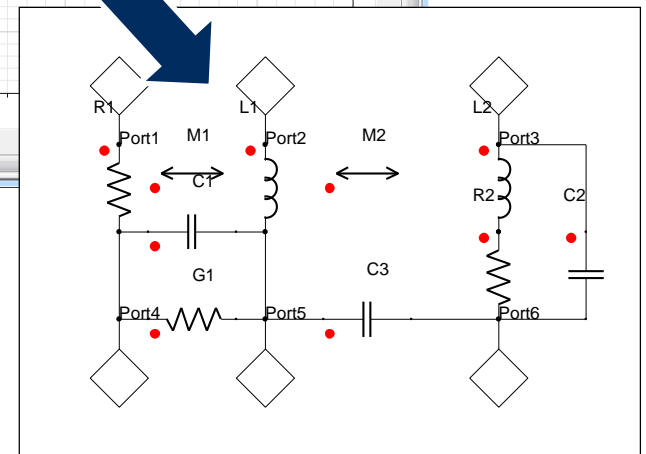 R1 L1 L2
Port1 M1 Port2 M2 Port3
C1
R2 C2
G1 C3
Port4 Port5 Port6